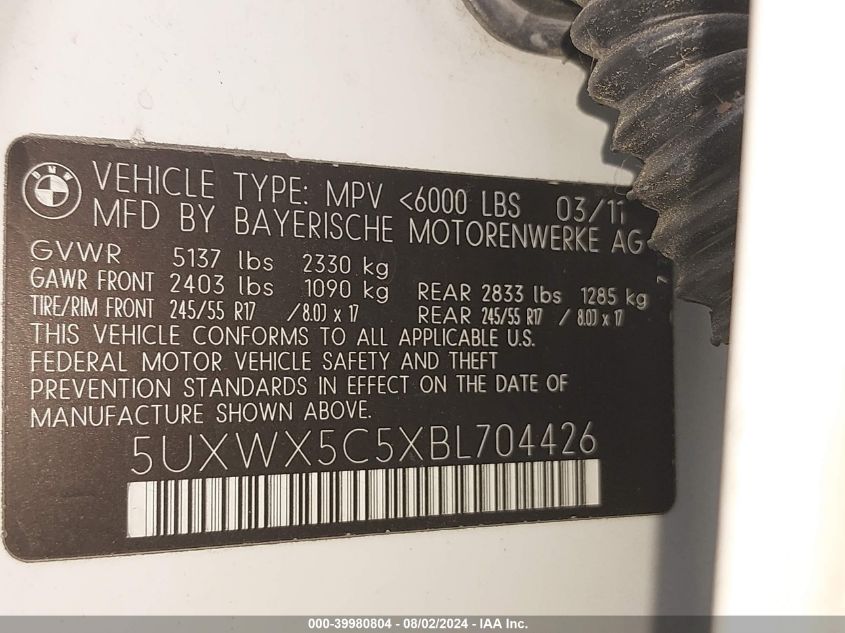 BMW
VEHICLE TYPE: MPV <6000 LBS 03/11
MFD BY BAYERISCHE MOTORENWERKE AG
GVWR 5137 lbs 2330 kg
GAWR FRONT 2403 lbs 1090 kg REAR 2833 lbs 1285 kg
TIRE/RIM FRONT 245/55 R17 / 8.0J x 17 REAR 245/55 R17 / 8.0J x 17
THIS VEHICLE CONFORMS TO ALL APPLICABLE U.S.
FEDERAL MOTOR VEHICLE SAFETY AND THEFT
PREVENTION STANDARDS IN EFFECT ON THE DATE OF
MANUFACTURE SHOWN ABOVE.
5UXWX5C5XBL704426
000-39980804 - 08/02/2024 - IAA Inc.